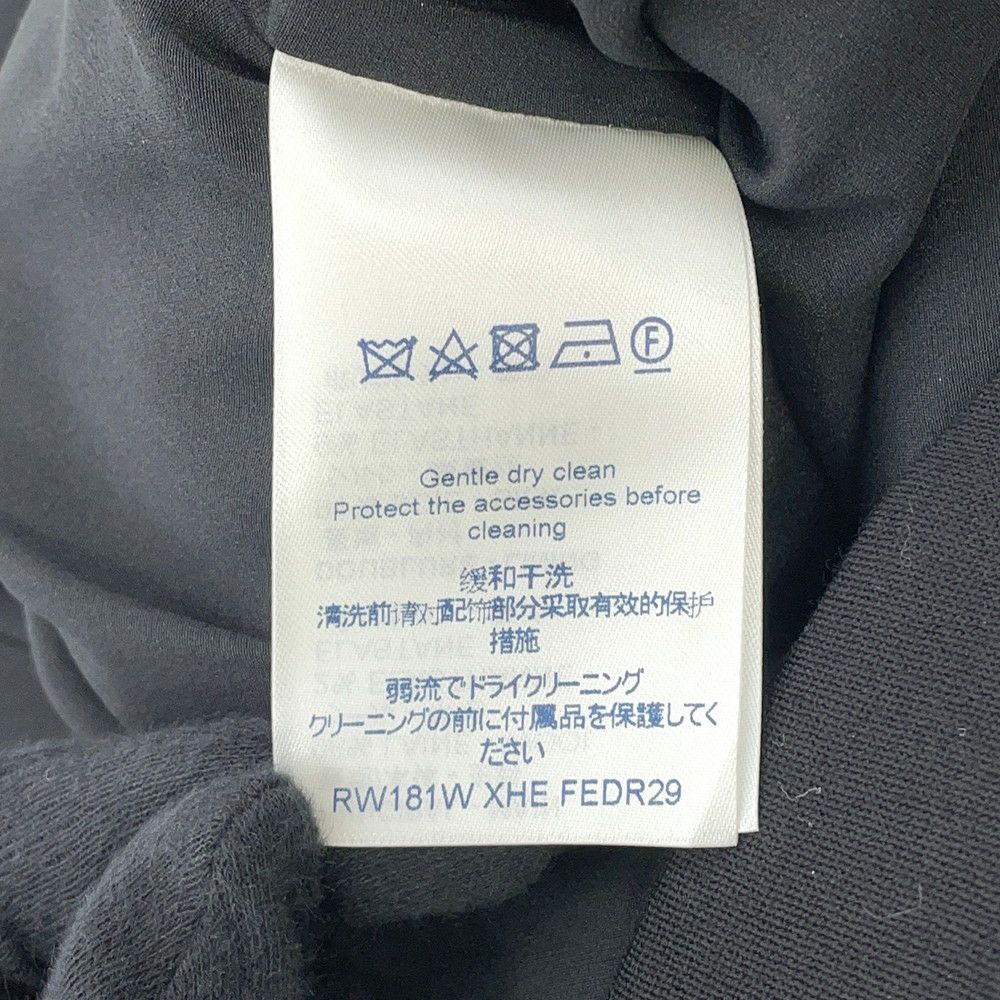 F
Gentle dry clean
Protect the accessories before
cleaning
缓和干洗
清洗前请对配饰部分采取有效的保护
措施
弱流でドライクリーニング
クリーニングの前に付属品を保護してく
ださい
RW181W XHE FEDR29